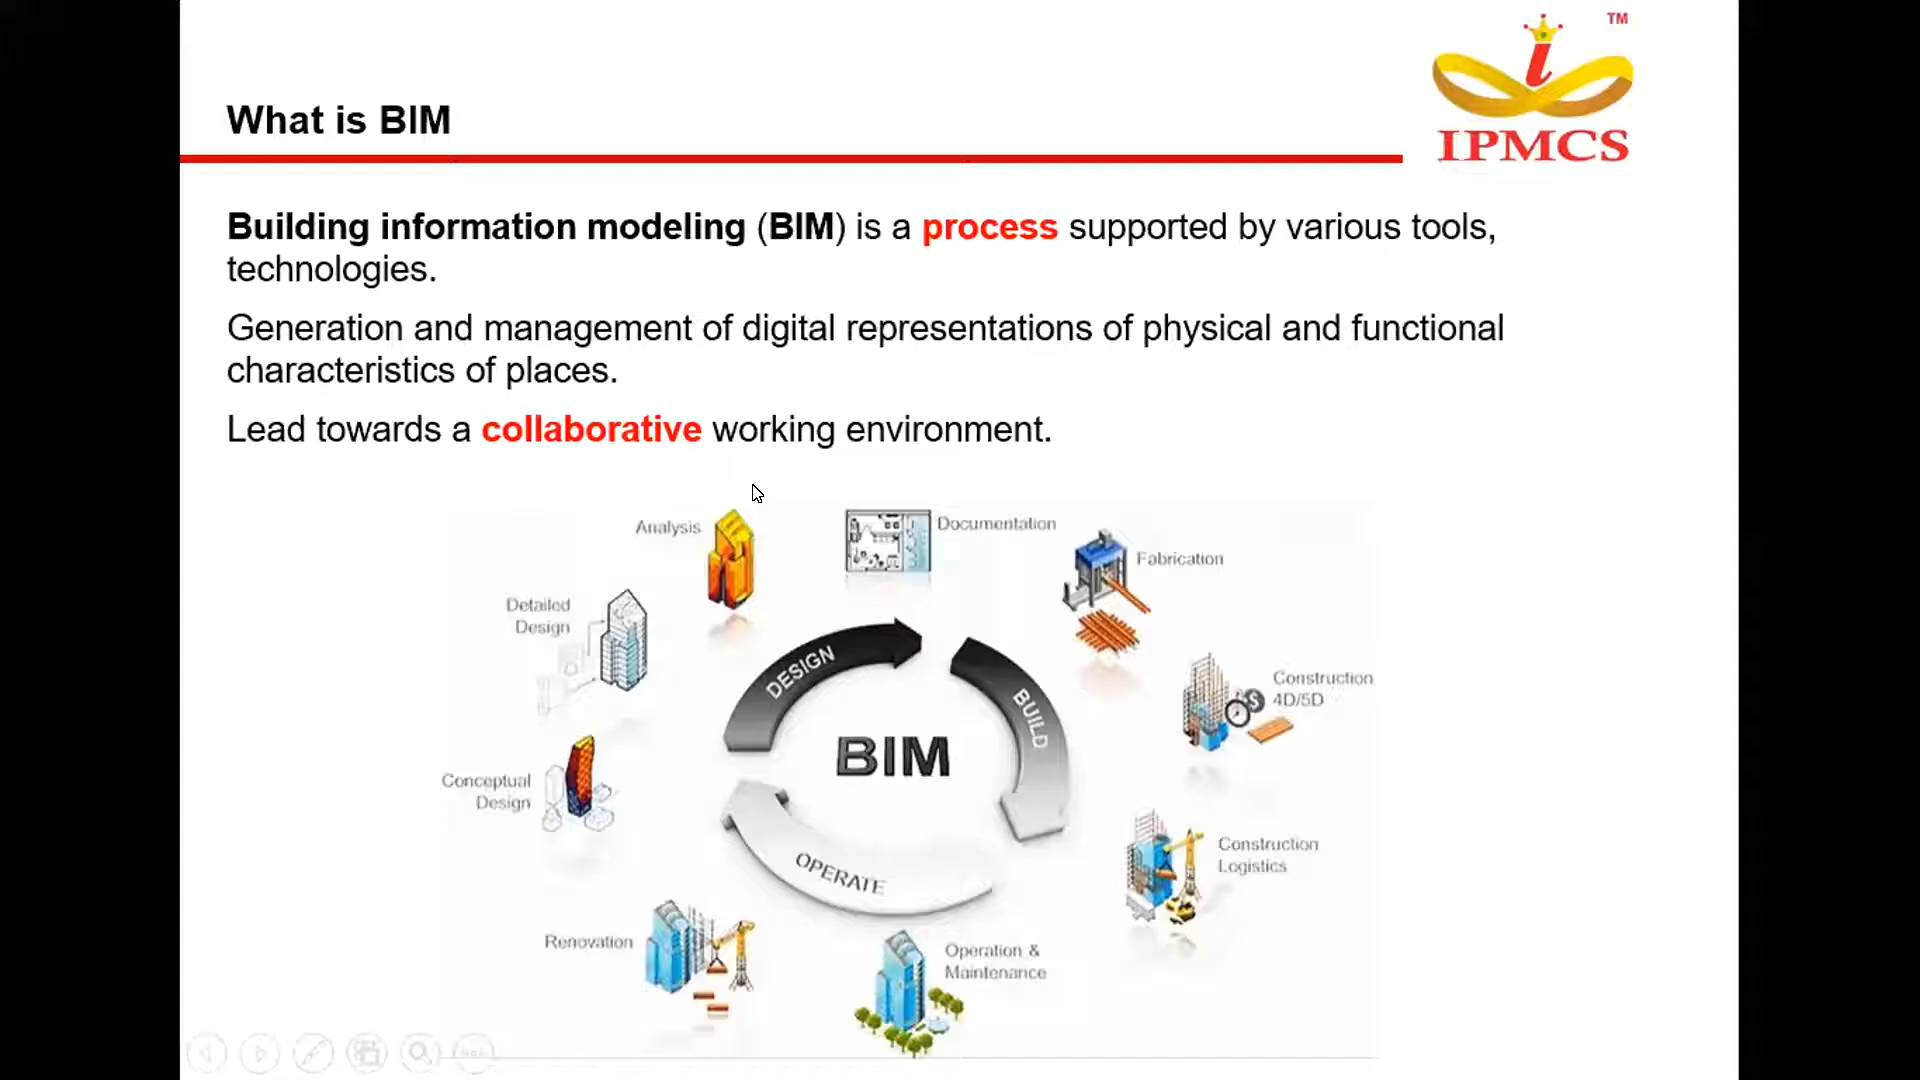 TM
IPMCS
What is BIM
Building information modeling (BIM) is a process supported by various tools,
technologies.
Generation and management of digital representations of physical and functional
characteristics of places.
Lead towards a collaborative working environment.
Analysis
Documentation
Fabrication
Detailed
Design
Construction
4D/5D
Conceptual
Design
Construction
Logistics
Renovation
Operation &
Maintenance
DESIGN
BUILD
OPERATE
BIM